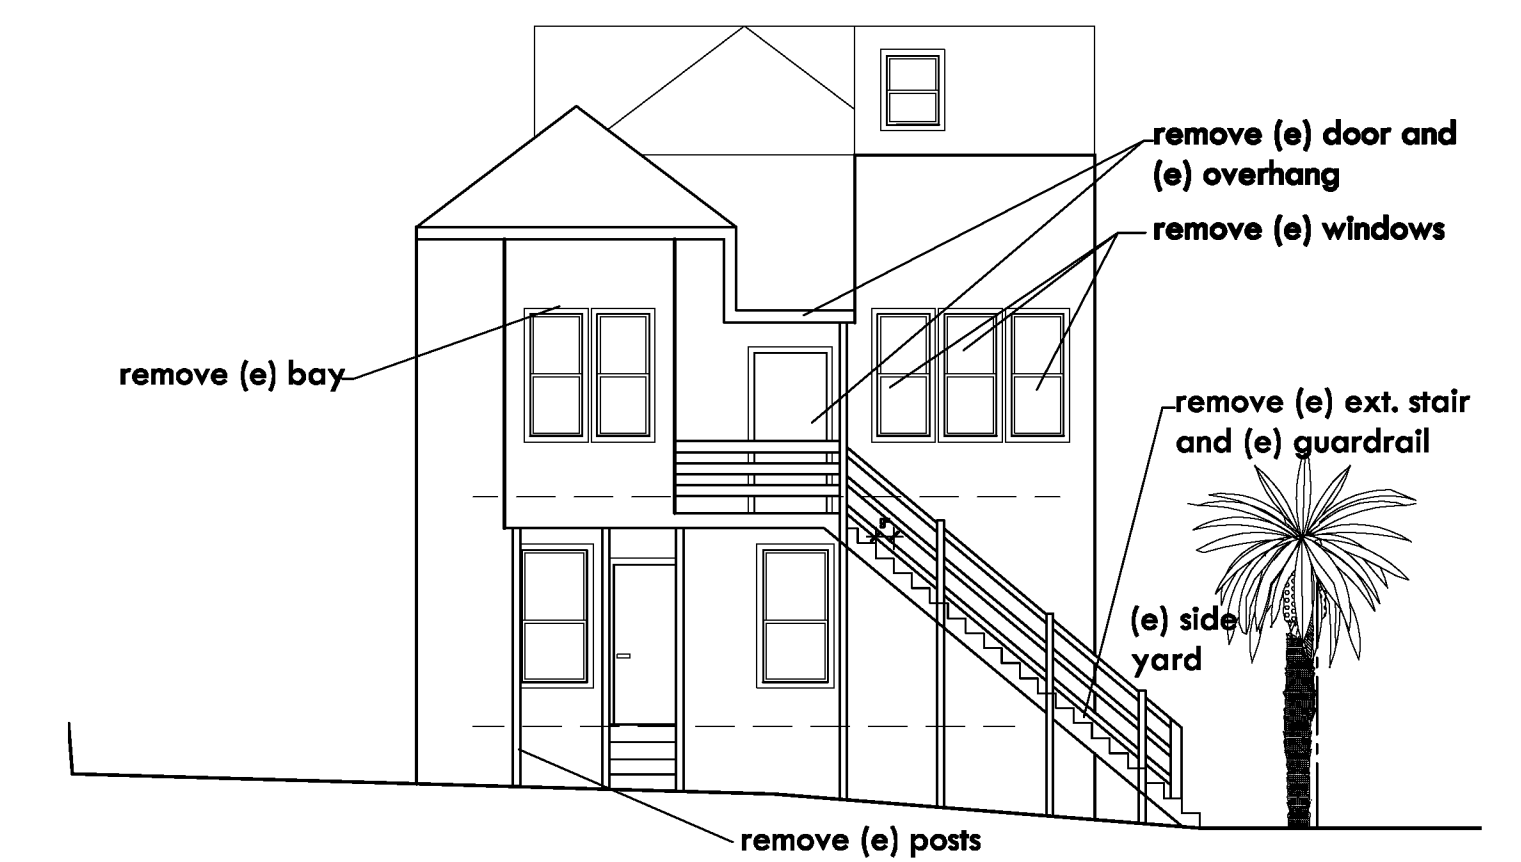 remove (e) door and
(e) overhang
remove (e) windows
remove (e) bay
remove (e) ext. stair
and (e) guardrail
(e) side
yard
remove (e) posts